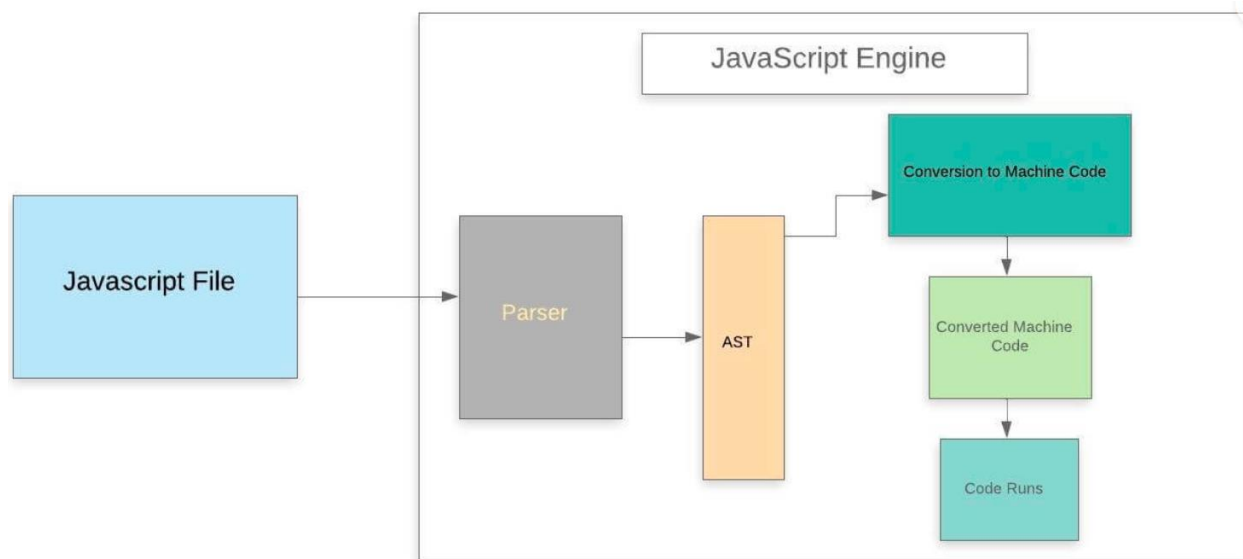 JavaScript Engine
Javascript File
Parser
AST
Conversion to Machine Code
Converted Machine
Code
Code Runs